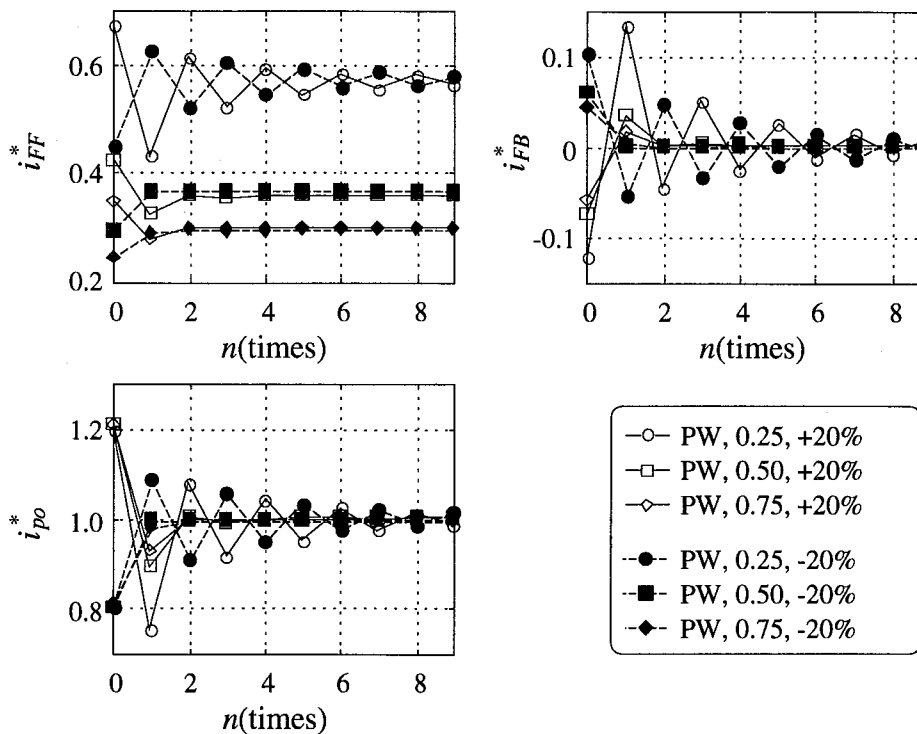 0.6
0.4
0.2
i*FF
0 2 4 6 8
n(times)
0.1
0
-0.1
i*FB
0 2 4 6 8
n(times)
1.2
1.0
0.8
i*po
0 2 4 6 8
n(times)
PW, 0.25, +20%
PW, 0.50, +20%
PW, 0.75, +20%
PW, 0.25, -20%
PW, 0.50, -20%
PW, 0.75, -20%